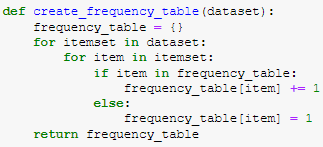 def create_frequency_table(dataset):
    frequency_table = {}
    for itemset in dataset:
        for item in itemset:
            if item in frequency_table:
                frequency_table[item] += 1
            else:
                frequency_table[item] = 1
    return frequency_table